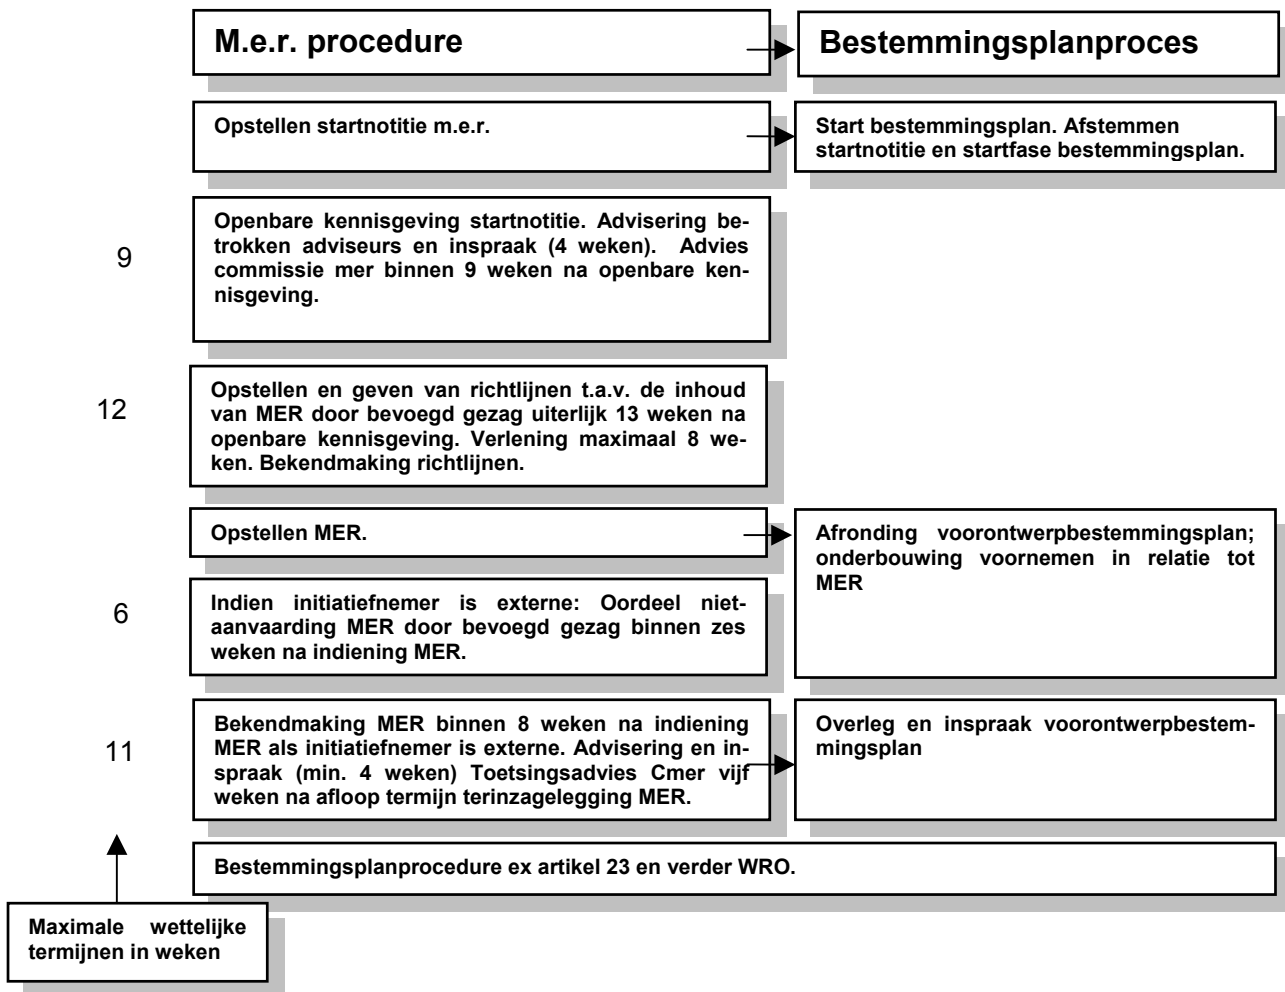 M.e.r. procedure
Bestemmingsplanproces
Opstellen startnotitie m.e.r.
Start bestemmingsplan. Afstemmen
startnotitie en startfase bestemmingsplan.
9
Openbare kennisgeving startnotitie. Advisering be-
trokken adviseurs en inspraak (4 weken). Advies
commissie mer binnen 9 weken na openbare ken-
nisgeving.
12
Opstellen en geven van richtlijnen t.a.v. de inhoud
van MER door bevoegd gezag uiterlijk 13 weken na
openbare kennisgeving. Verlening maximaal 8 we-
ken. Bekendmaking richtlijnen.
Opstellen MER.
Afronding voorontwerpbestemmingsplan;
onderbouwing voornemen in relatie tot
MER
6
Indien initiatiefnemer is externe: Oordeel niet-
aanvaarding MER door bevoegd gezag binnen zes
weken na indiening MER.
11
Bekendmaking MER binnen 8 weken na indiening
MER als initiatiefnemer is externe. Advisering en in-
spraak (min. 4 weken) Toetsingsadvies Cmer vijf
weken na afloop termijn terinzagelegging MER.
Overleg en inspraak voorontwerpbestem-
mingsplan
Bestemmingsplanprocedure ex artikel 23 en verder WRO.
Maximale wettelijke
termijnen in weken